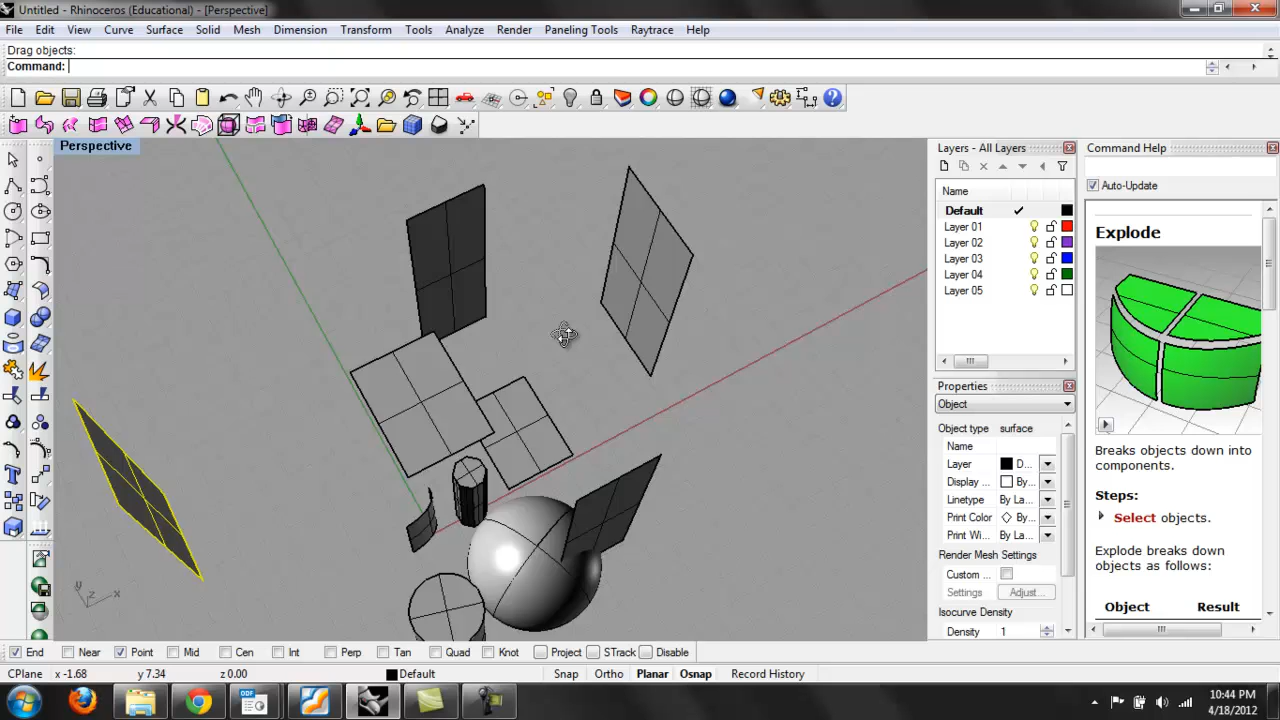 Untitled - Rhinoceros (Educational) - [Perspective]
File Edit View Curve Surface Solid Mesh Dimension Transform Tools Analyze Render Paneling Tools Raytrace Help
Drag objects:
Command:
Perspective
Layers - All Layers
Name
Default
Layer 01
Layer 02
Layer 03
Layer 04
Layer 05
Properties
Object
Object type surface
Name
Layer D...
Display ... By
Linetype By La...
Print Color By...
Print Wi... By La...
Render Mesh Settings
Custom ...
Settings Adjust...
Isocurve Density
Density 1
Command Help
Auto-Update
Explode
Breaks objects down into
components.
Steps:
Select objects.
Explode breaks down
objects as follows:
Object Result
y
z x
End Near Point Mid Cen Int Perp Tan Quad Knot Project STrack Disable
CPlane x -1.68 y 7.34 z 0.00 Default Snap Ortho Planar Osnap Record History
ODF
10:44 PM
4/18/2012